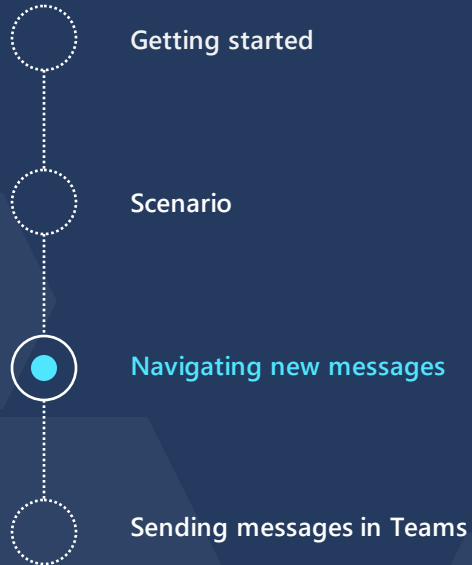 Getting started
Scenario
Navigating new messages
Sending messages in Teams